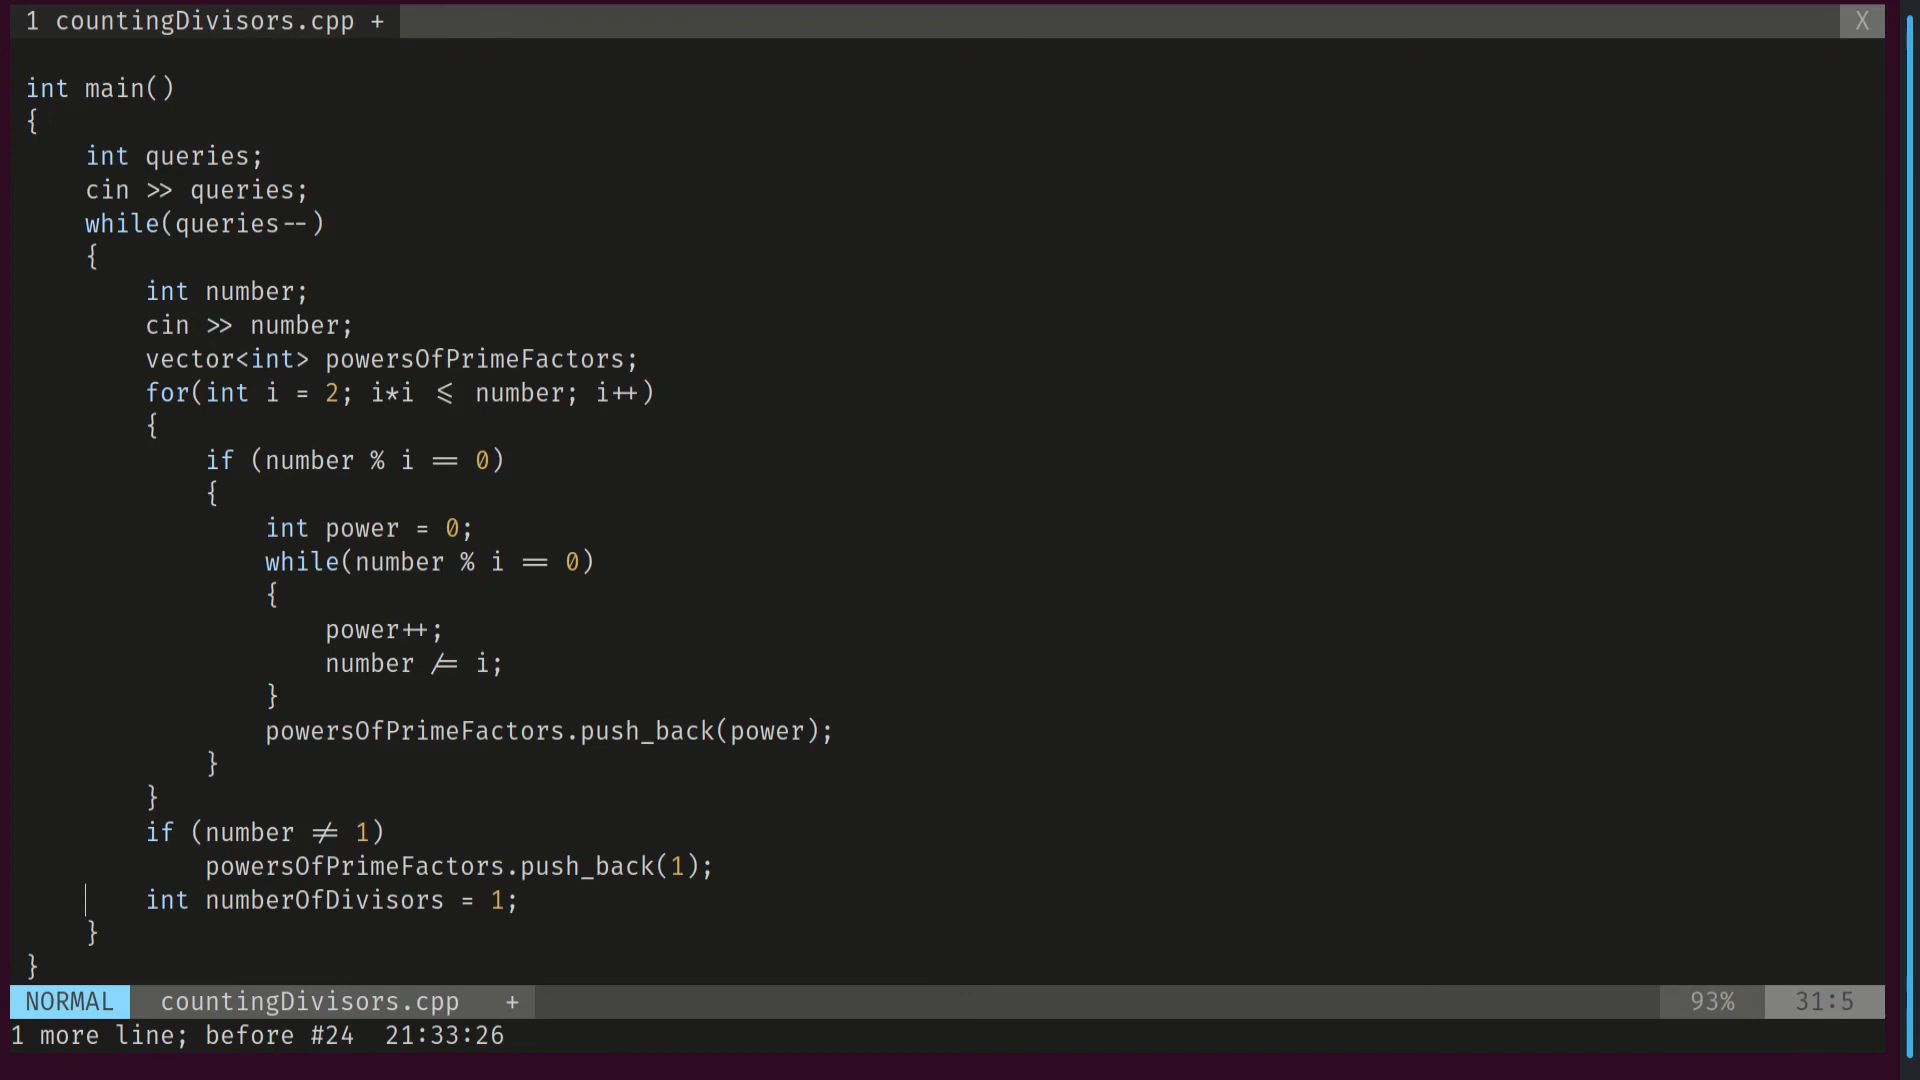 1 countingDivisors.cpp + X
int main()
{
    int queries;
    cin >> queries;
    while(queries--)
    {
        int number;
        cin >> number;
        vector<int> powersOfPrimeFactors;
        for(int i = 2; i*i <= number; i++)
        {
            if (number % i == 0)
            {
                int power = 0;
                while(number % i == 0)
                {
                    power++;
                    number /= i;
                }
                powersOfPrimeFactors.push_back(power);
            }
        }
        if (number != 1)
            powersOfPrimeFactors.push_back(1);
        int numberOfDivisors = 1;
    }
}
NORMAL countingDivisors.cpp + 93% 31:5
1 more line; before #24 21:33:26